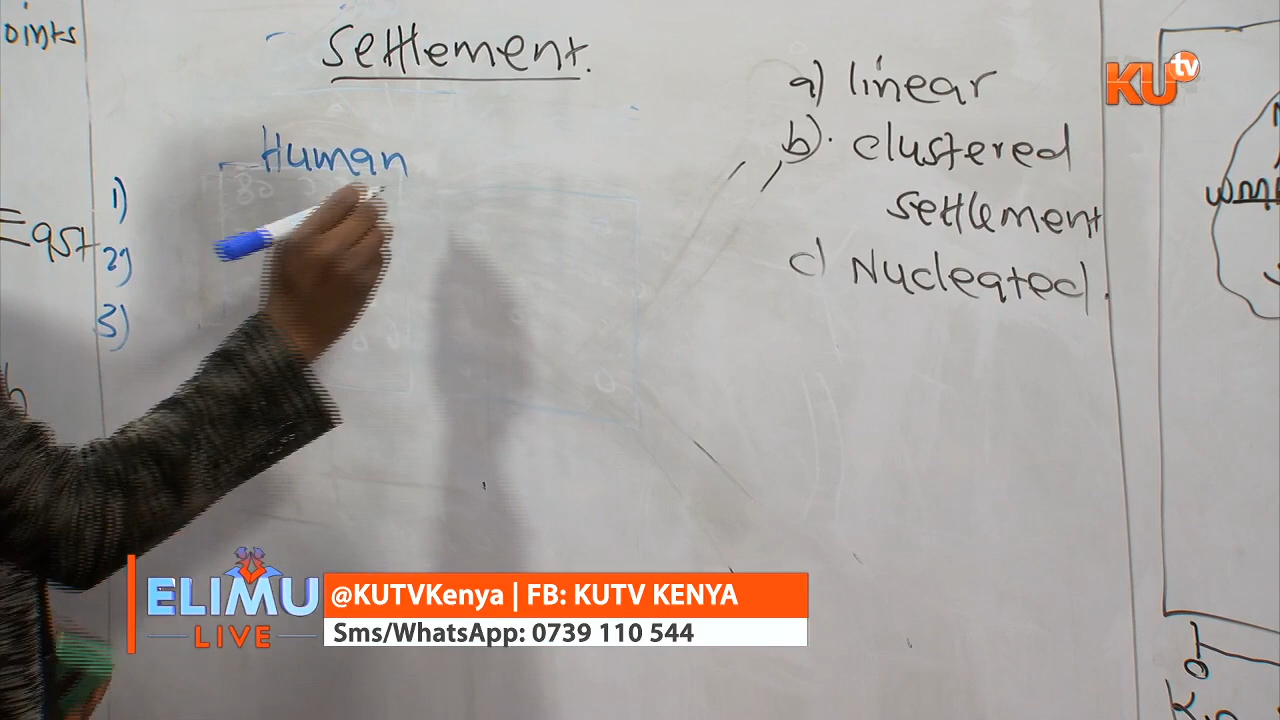 oints
Settlement.
a) linear
b). clustered
settlement
c) Nucleated.
Human
1)
2)
3)
East
KU tv
ELIMU
LIVE
@KUTVKenya | FB: KUTV KENYA
Sms/WhatsApp: 0739 110 544